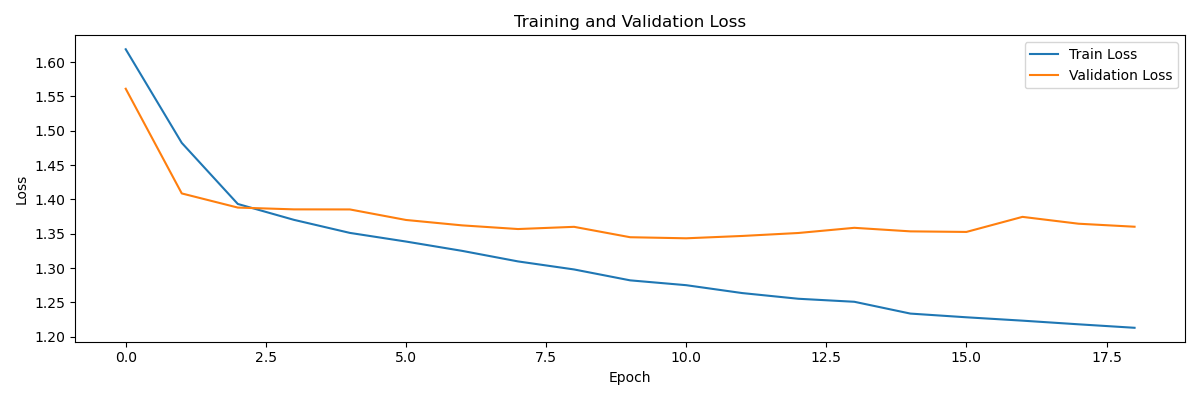 Training and Validation Loss
Train Loss
Validation Loss
1.60
1.55
1.50
1.45
1.40
1.35
1.30
1.25
1.20
Loss
0.0 2.5 5.0 7.5 10.0 12.5 15.0 17.5
Epoch